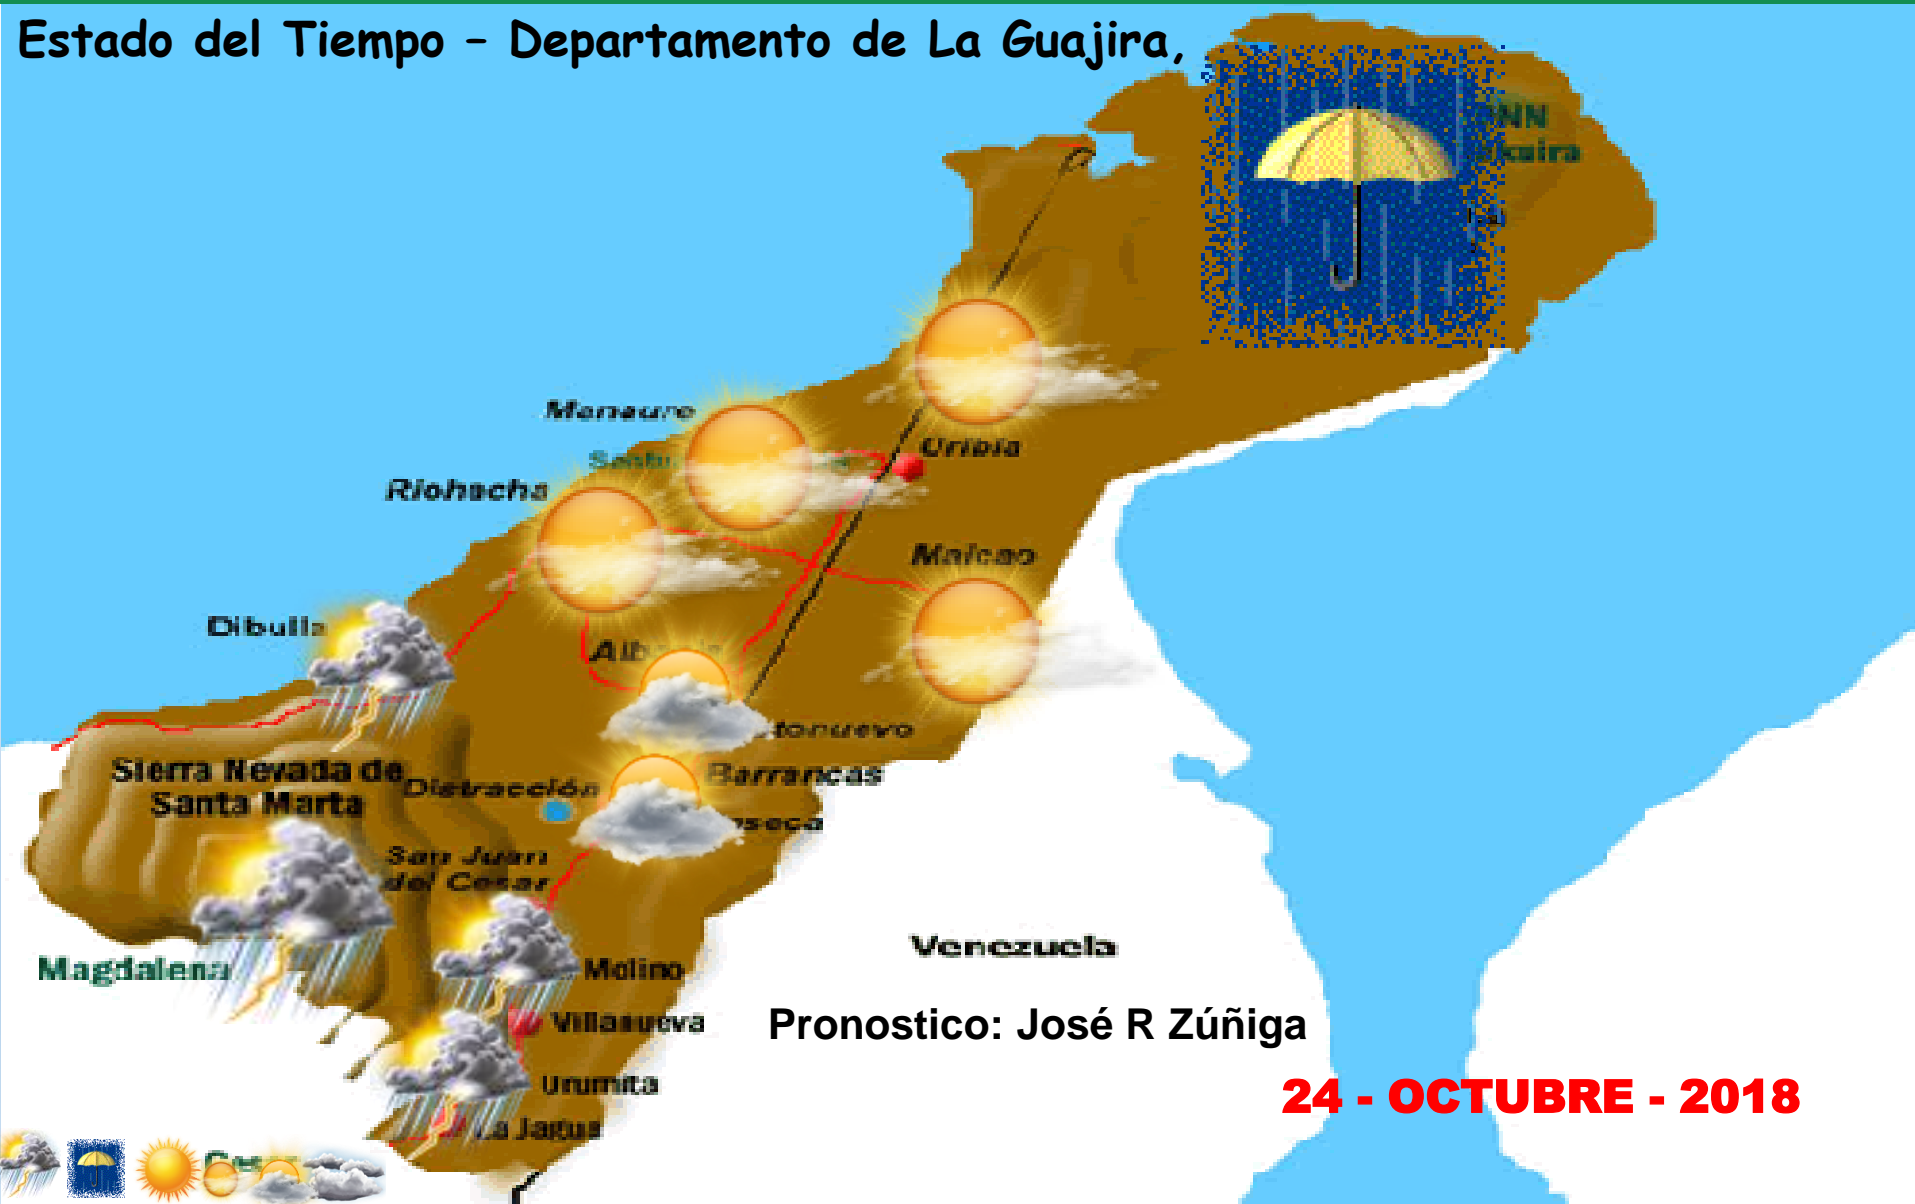 Estado del Tiempo – Departamento de La Guajira,
Manaure
Uribia
Riohacha
Maicao
Dibulla
Sierra Nevada de
Santa Marta
Distracción
Barrancas
San Juan
del Cesar
Magdalena
Molino
Venezuela
Villanueva
Pronostico: José R Zúñiga
Urumita
24 - OCTUBRE - 2018
La Jagua